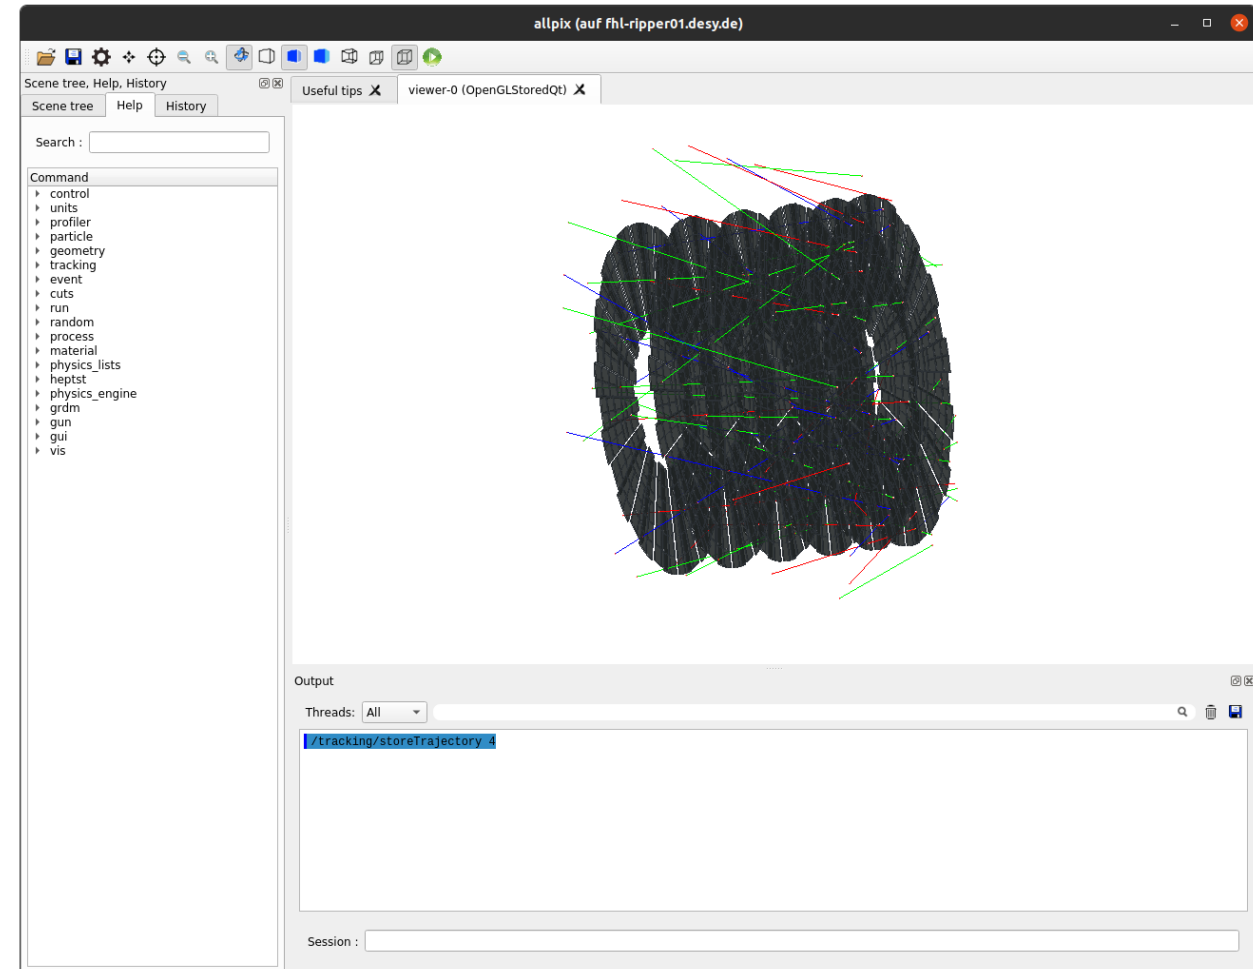 allpix (auf fhl-ripper01.desy.de)
Scene tree, Help, History
Scene tree Help History
Search :
Command
control
units
profiler
particle
geometry
tracking
event
cuts
run
random
process
material
physics_lists
heptst
physics_engine
grdm
gun
gui
vis
Useful tips viewer-0 (OpenGLStoredQt)
Output
Threads: All
/tracking/storeTrajectory 4
Session :